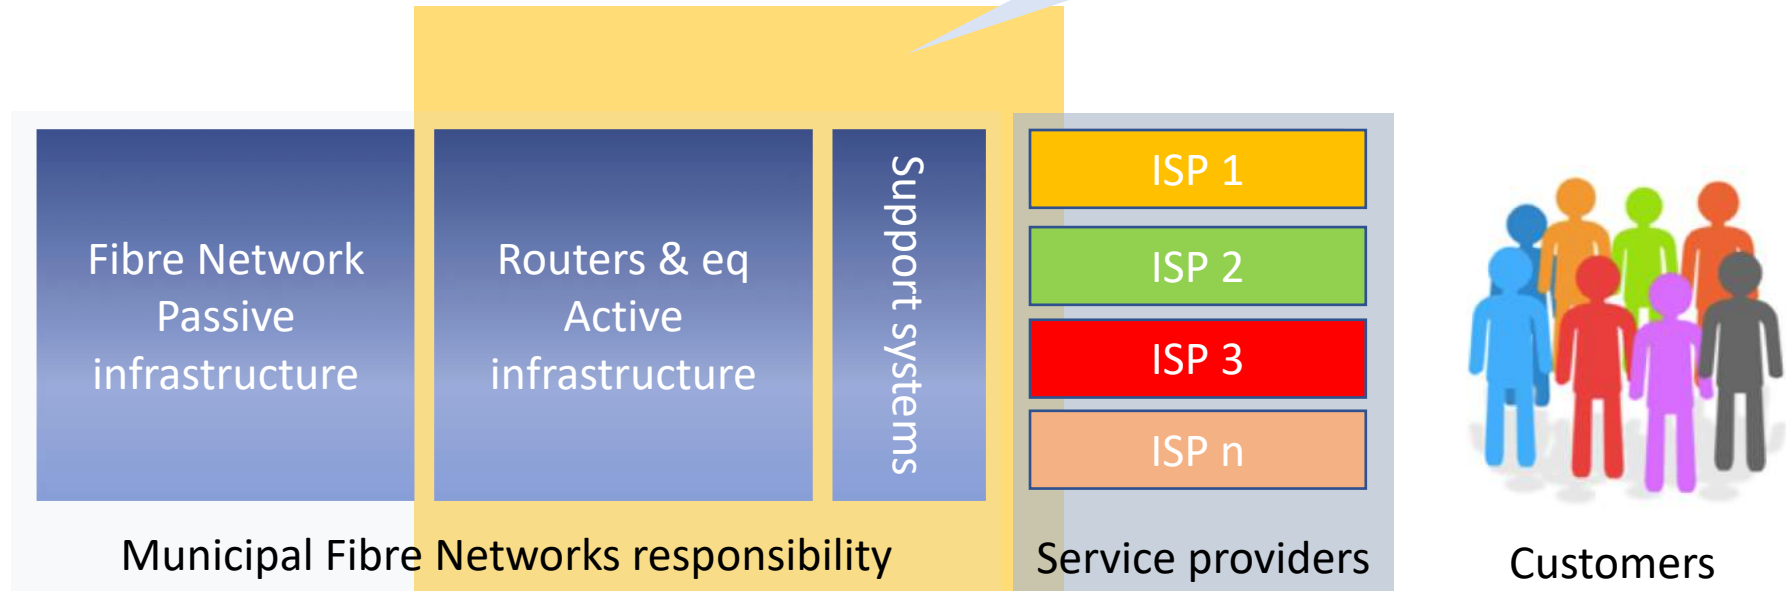 Fibre Network
Passive
infrastructure
Routers & eq
Active
infrastructure
Support systems
ISP 1
ISP 2
ISP 3
ISP n
Municipal Fibre Networks responsibility
Service providers
Customers